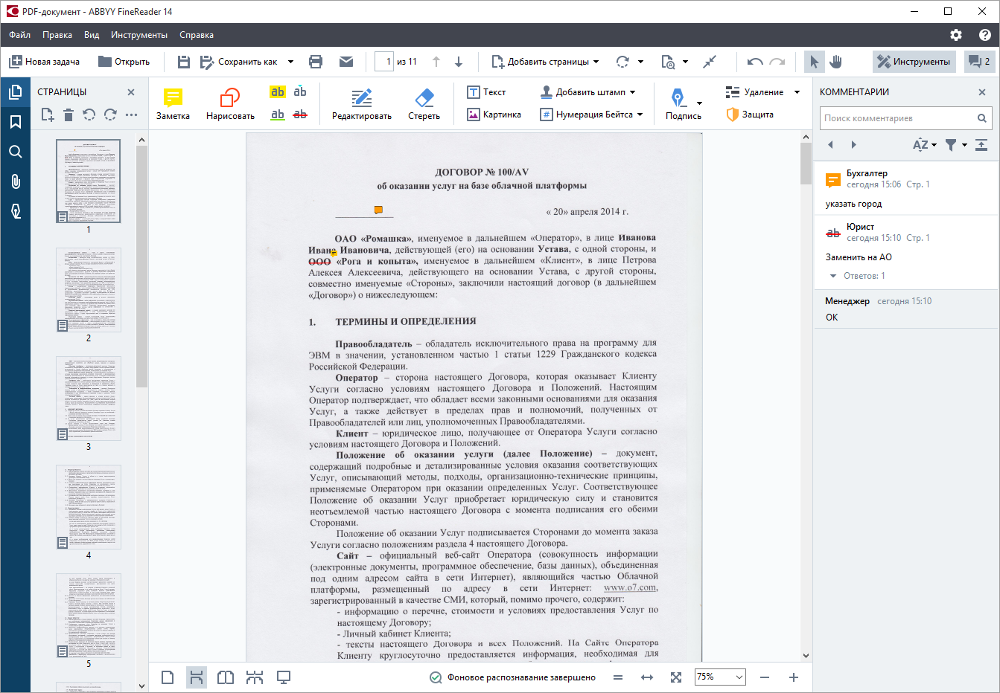 PDF-документ - ABBYY FineReader 14
Файл Правка Вид Инструменты Справка
Новая задача Открыть Сохранить как 1 из 11 Добавить страницы Инструменты 2
СТРАНИЦЫ
Заметка Нарисовать ab ab ab ab Редактировать Стереть
Текст Добавить штамп
Картинка # Нумерация Бейтса
Подпись
Удаление
Защита
1
2
3
4
5
ДОГОВОР № 100/AV
об оказании услуг на базе облачной платформы
« 20» апреля 2014 г.
ОАО «Ромашка», именуемое в дальнейшем «Оператор», в лице Иванова
Ивана Ивановича, действующей (его) на основании Устава, с одной стороны, и
ООО «Рога и копыта», именуемое в дальнейшем «Клиент», в лице Петрова
Алексея Алексеевича, действующего на основании Устава, с другой стороны,
совместно именуемые «Стороны», заключили настоящий договор (в дальнейшем
«Договор») о нижеследующем:
1. ТЕРМИНЫ И ОПРЕДЕЛЕНИЯ
Правообладатель – обладатель исключительного права на программу для
ЭВМ в значении, установленном частью 1 статьи 1229 Гражданского кодекса
Российской Федерации.
Оператор – сторона настоящего Договора, которая оказывает Клиенту
Услуги согласно условиям настоящего Договора и Положений. Настоящим
Оператор подтверждает, что обладает всеми законными основаниями для оказания
Услуг, а также действует в пределах прав и полномочий, полученных от
Правообладателей или лиц, уполномоченных Правообладателями.
Клиент – юридическое лицо, получающее от Оператора Услуги согласно
условиям настоящего Договора и Положений.
Положение об оказании услуги (далее Положение) – документ,
содержащий подробные и детализированные условия оказания соответствующих
Услуг, описывающий методы, подходы, организационно-технические принципы,
применяемые Оператором при оказании определенных Услуг. Соответствующее
Положение об оказании Услуг приобретает юридическую силу и становится
неотъемлемой частью настоящего Договора с момента подписания его обеими
Сторонами.
Положение об оказании Услуг подписывается Сторонами до момента заказа
Услуги согласно положениям раздела 4 настоящего Договора.
Сайт – официальный веб-сайт Оператора (совокупность информации
(электронные документы, программное обеспечение, базы данных), объединенная
под одним адресом сайта в сети Интернет), являющийся частью Облачной
платформы, размещенный по адресу в сети Интернет: www.o7.com,
зарегистрированный в качестве СМИ, который, помимо прочего, содержит:
- информацию о перечне, стоимости и условиях предоставления Услуг по
настоящему Договору;
- Личный кабинет Клиента;
- тексты настоящего Договора и всех Положений. На Сайте Оператора
Клиенту круглосуточно предоставляется информация, необходимая для
КОММЕНТАРИИ
Поиск комментариев
AZ
Бухгалтер
сегодня 15:06 Стр. 1
указать город
ab Юрист
сегодня 15:10 Стр. 1
Заменить на АО
Ответов: 1
Менеджер сегодня 15:10
ОК
Фоновое распознавание завершено 75%